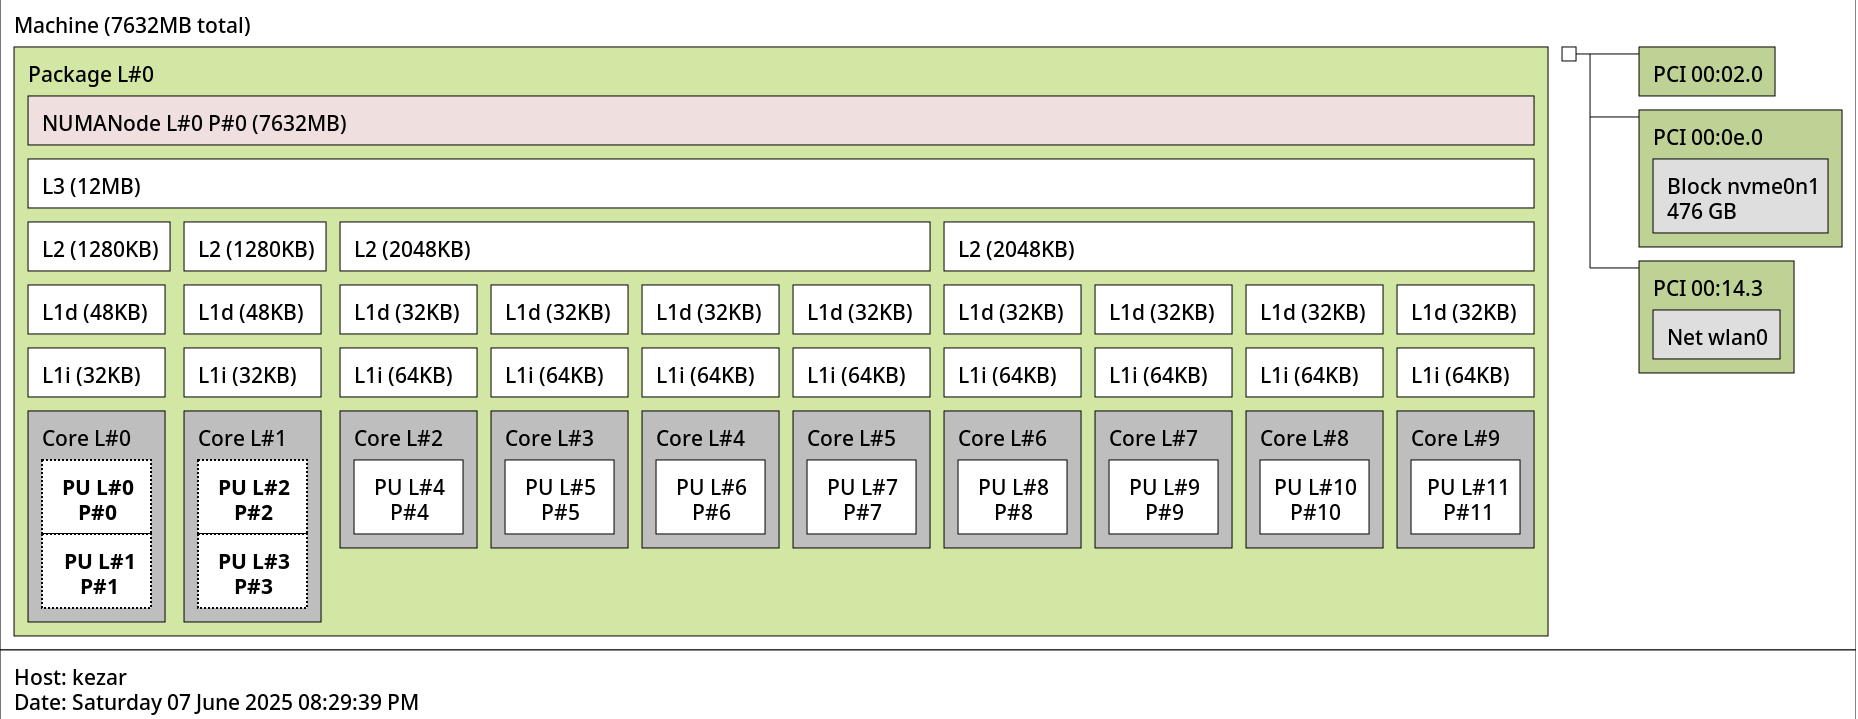 Machine (7632MB total)
Package L#0
NUMANode L#0 P#0 (7632MB)
L3 (12MB)
L2 (1280KB) L2 (1280KB) L2 (2048KB) L2 (2048KB)
L1d (48KB) L1d (48KB) L1d (32KB) L1d (32KB) L1d (32KB) L1d (32KB) L1d (32KB) L1d (32KB) L1d (32KB) L1d (32KB)
L1i (32KB) L1i (32KB) L1i (64KB) L1i (64KB) L1i (64KB) L1i (64KB) L1i (64KB) L1i (64KB) L1i (64KB) L1i (64KB)
Core L#0 Core L#1 Core L#2 Core L#3 Core L#4 Core L#5 Core L#6 Core L#7 Core L#8 Core L#9
PU L#0 PU L#2 PU L#4 PU L#5 PU L#6 PU L#7 PU L#8 PU L#9 PU L#10 PU L#11
P#0 P#2 P#4 P#5 P#6 P#7 P#8 P#9 P#10 P#11
PU L#1 PU L#3
P#1 P#3
PCI 00:02.0
PCI 00:0e.0
Block nvme0n1
476 GB
PCI 00:14.3
Net wlan0
Host: kezar
Date: Saturday 07 June 2025 08:29:39 PM